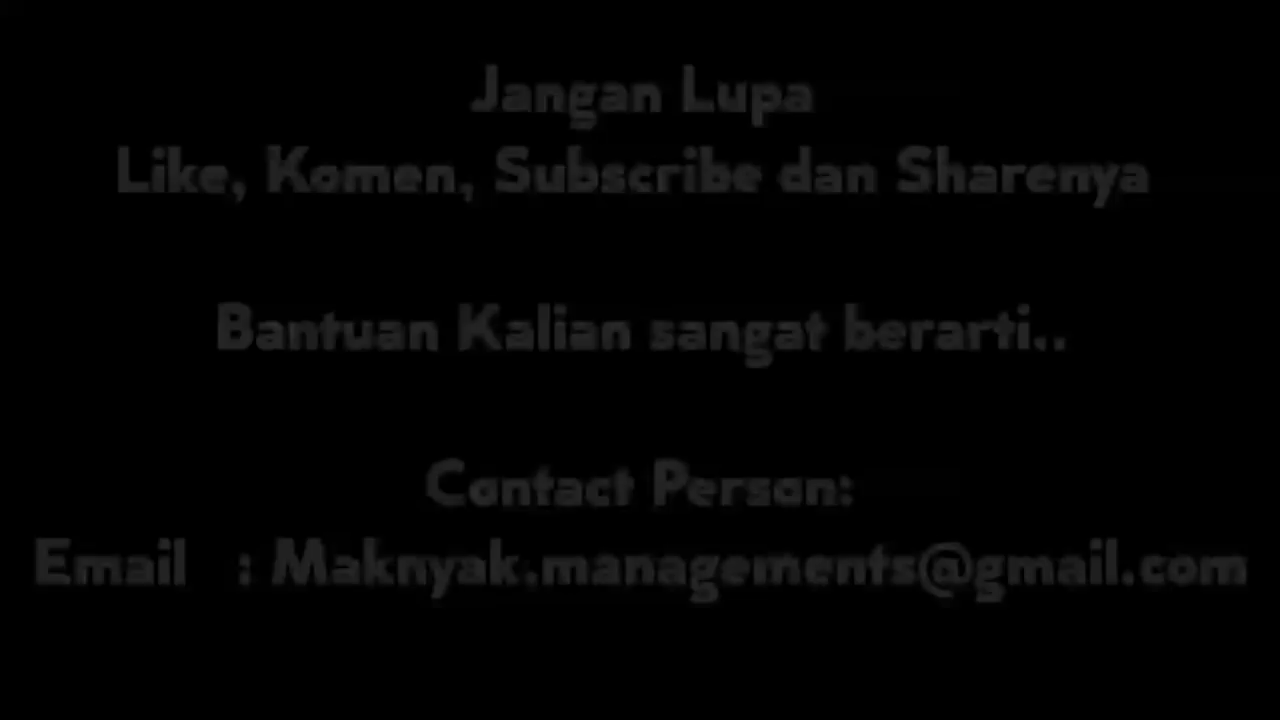 Jangan Lupa
Like, Komen, Subscribe dan Sharenya
Bantuan Kalian sangat berarti..
Contact Person:
Email : Maknyak.managements@gmail.com